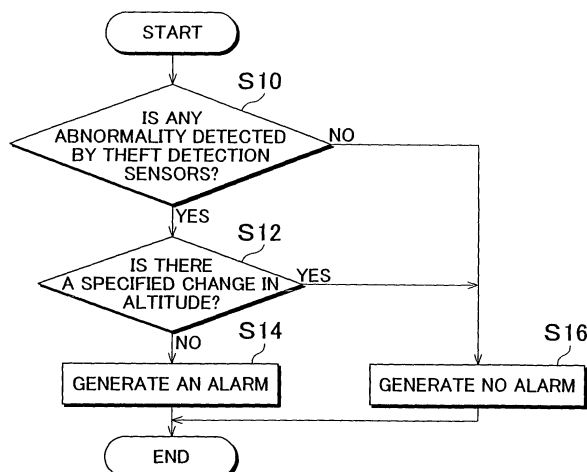 START
S10
IS ANY
ABNORMALITY DETECTED
BY THEFT DETECTION
SENSORS?
NO
YES
S12
IS THERE
A SPECIFIED CHANGE IN
ALTITUDE?
YES
NO
S14
GENERATE AN ALARM
S16
GENERATE NO ALARM
END